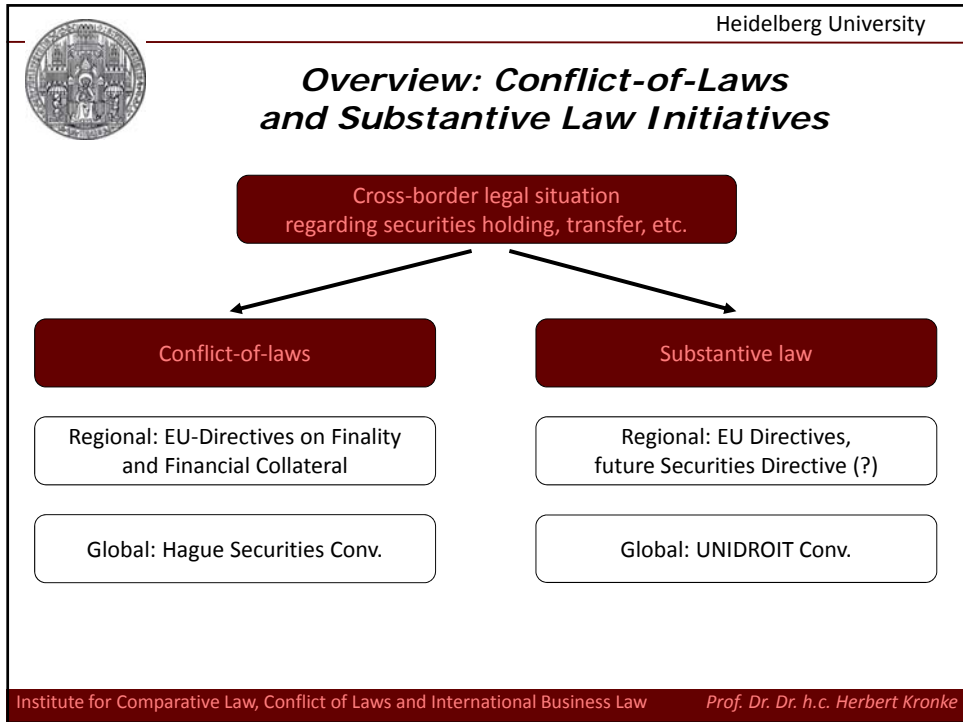 Heidelberg University
Overview: Conflict-of-Laws
and Substantive Law Initiatives
Cross-border legal situation
regarding securities holding, transfer, etc.
Conflict-of-laws
Substantive law
Regional: EU-Directives on Finality
and Financial Collateral
Regional: EU Directives,
future Securities Directive (?)
Global: Hague Securities Conv.
Global: UNIDROIT Conv.
Institute for Comparative Law, Conflict of Laws and International Business Law
Prof. Dr. Dr. h.c. Herbert Kronke